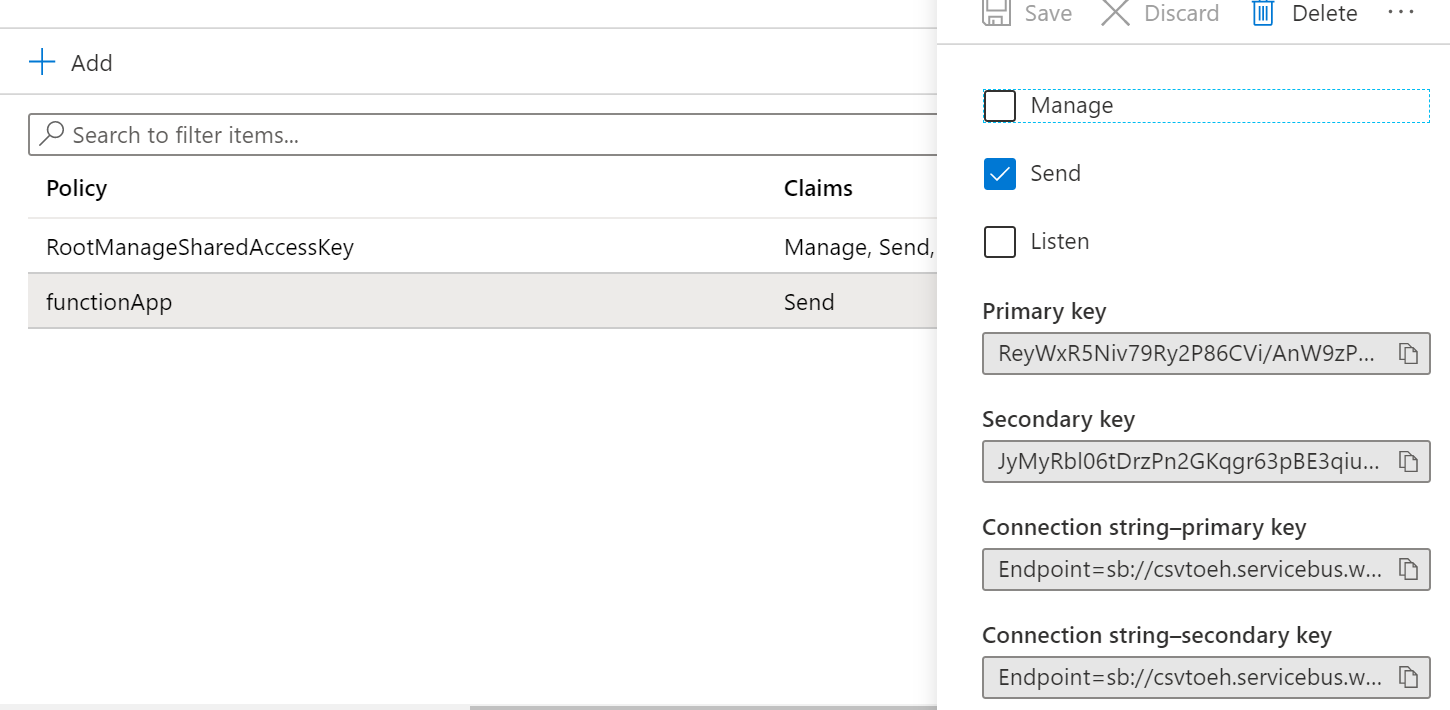 Save Discard Delete ...
Add
Search to filter items...
Policy Claims
RootManageSharedAccessKey Manage, Send,
functionApp Send
Manage
Send
Listen
Primary key
ReyWxR5Niv79Ry2P86CVi/AnW9zP...
Secondary key
JyMyRbl06tDrzPn2GKqgr63pBE3qiu...
Connection string–primary key
Endpoint=sb://csvtoeh.servicebus.w...
Connection string–secondary key
Endpoint=sb://csvtoeh.servicebus.w...